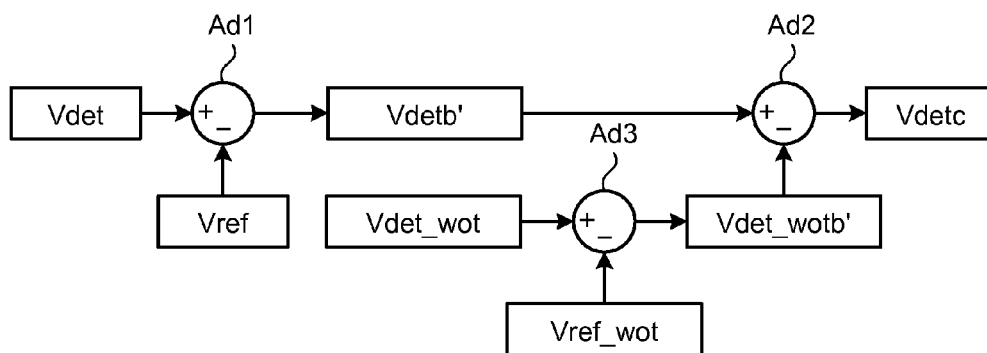 Ad1
Ad2
Vdet
+
−
Vdetb'
+
−
Vdetc
Ad3
Vref
Vdet_wot
+
−
Vdet_wotb'
Vref_wot